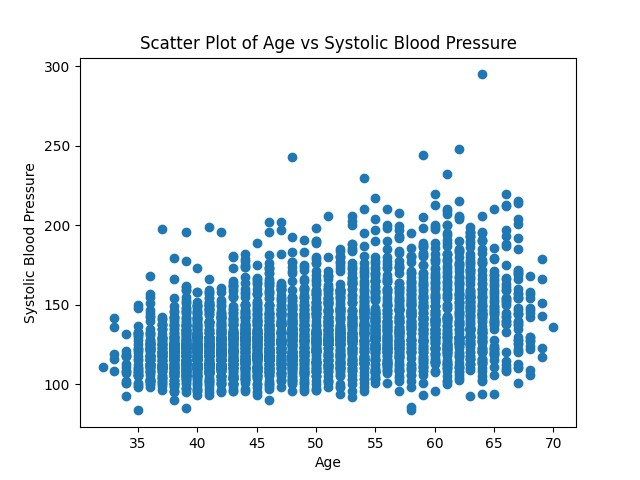 Scatter Plot of Age vs Systolic Blood Pressure
300
250
200
150
100
Systolic Blood Pressure
35 40 45 50 55 60 65 70
Age